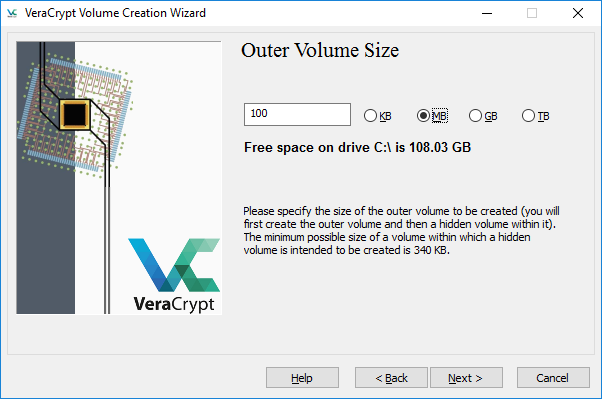 VeraCrypt Volume Creation Wizard
Outer Volume Size
100 KB MB GB TB
Free space on drive C:\ is 108.03 GB
Please specify the size of the outer volume to be created (you will
first create the outer volume and then a hidden volume within it).
The minimum possible size of a volume within which a hidden
volume is intended to be created is 340 KB.
VeraCrypt
Help < Back Next > Cancel